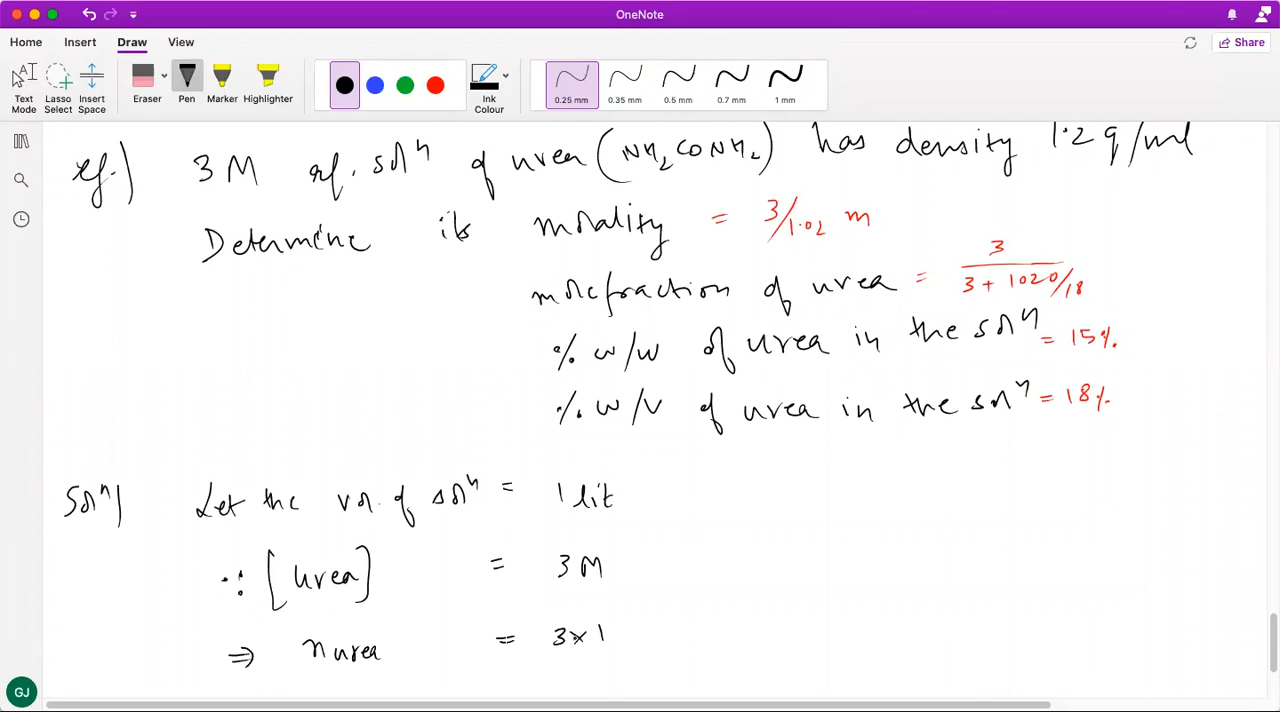 OneNote
Home Insert Draw View
Share
Text Mode
Lasso Select
Insert Space
Eraser
Pen
Marker
Highlighter
Ink Colour
0.25 mm
0.35 mm
0.5 mm
0.7 mm
1 mm
eg.) 3 M aq. solⁿ of urea (NH₂CONH₂) has density 1.2 g/ml
Determine its molality = 3/1.02 m
molefraction of urea = 3 / (3 + 1020/18)
% w/w of urea in the solⁿ = 15%.
% w/v of urea in the solⁿ = 18%
Solⁿ) Let the vol. of solⁿ = 1 lit
∵ [urea] = 3 M
⇒ n urea = 3 × 1
GJ